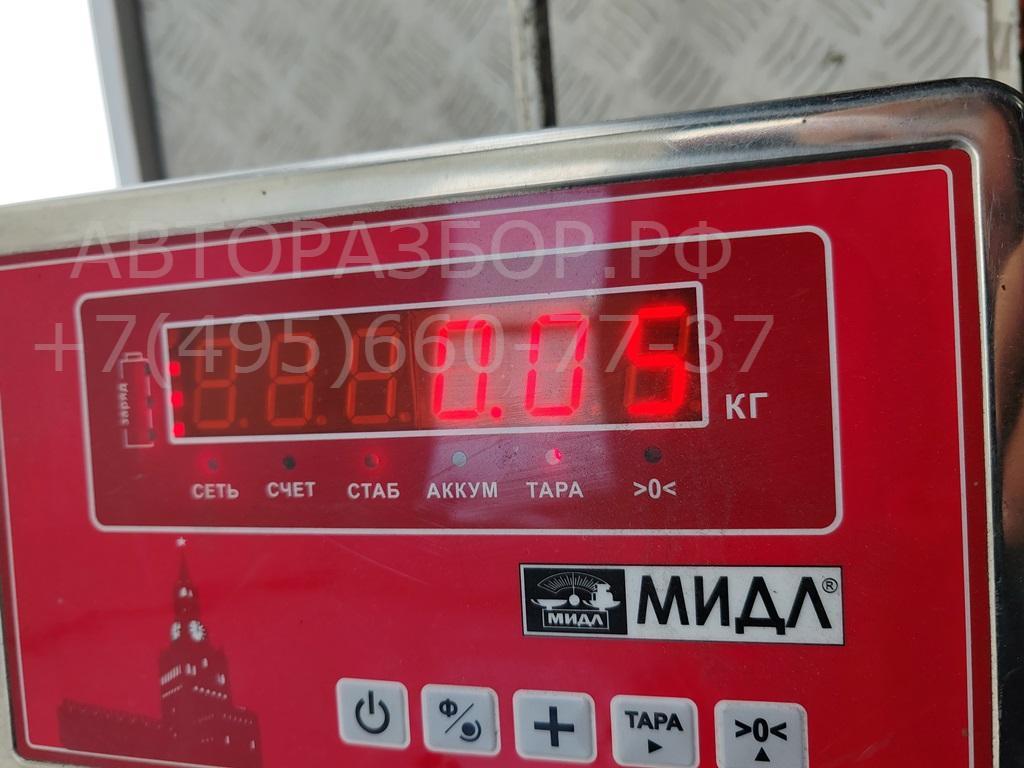 АВТОРАЗБОР.РФ
+7(495)660-77-37
заряд
0.05 КГ
СЕТЬ СЧЕТ СТАБ АККУМ ТАРА >0<
МИДЛ МИДЛ®
Ф ТАРА >0<